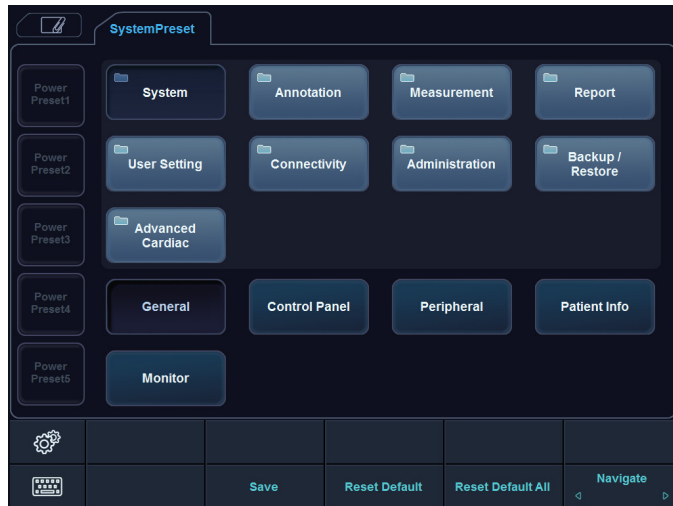 SystemPreset
Power
Preset1
System
Annotation
Measurement
Report
Power
Preset2
User Setting
Connectivity
Administration
Backup /
Restore
Power
Preset3
Advanced
Cardiac
Power
Preset4
General
Control Panel
Peripheral
Patient Info
Power
Preset5
Monitor
Save
Reset Default
Reset Default All
Navigate